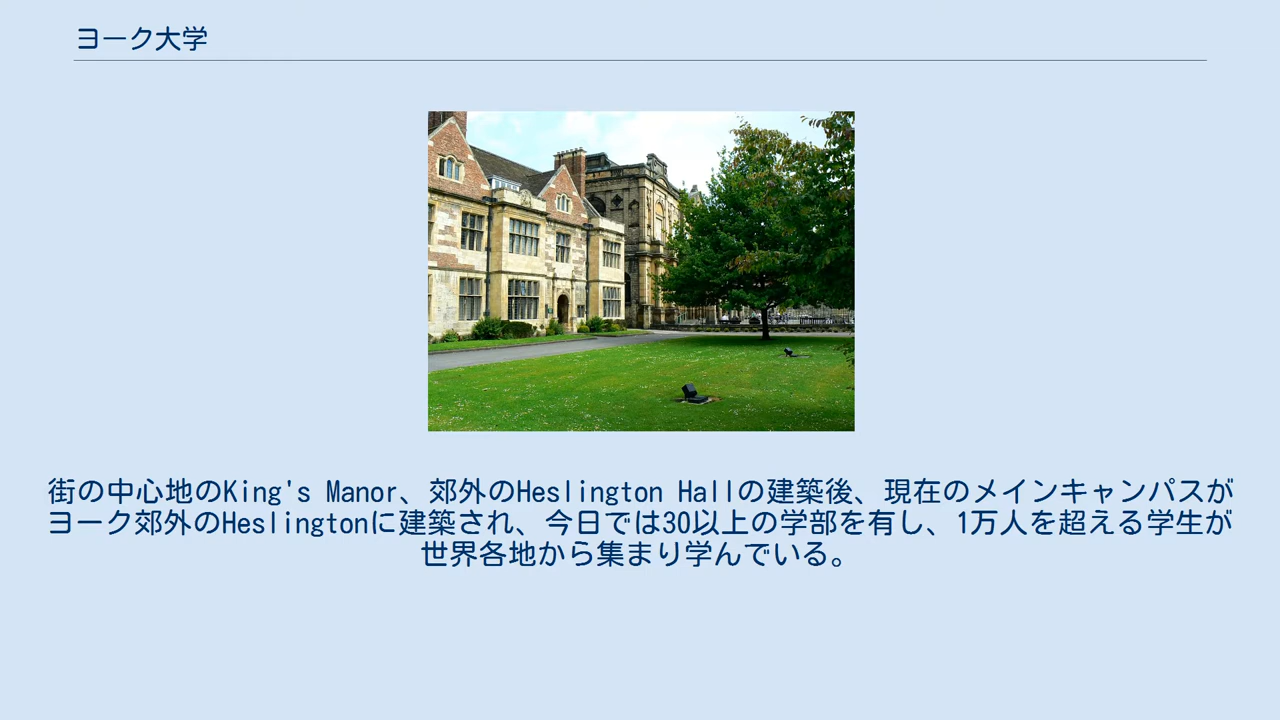 ヨーク大学
街の中心地のKing's Manor、郊外のHeslington Hallの建築後、現在のメインキャンパスが
ヨーク郊外のHeslingtonに建築され、今日では30以上の学部を有し、1万人を超える学生が
世界各地から集まり学んでいる。